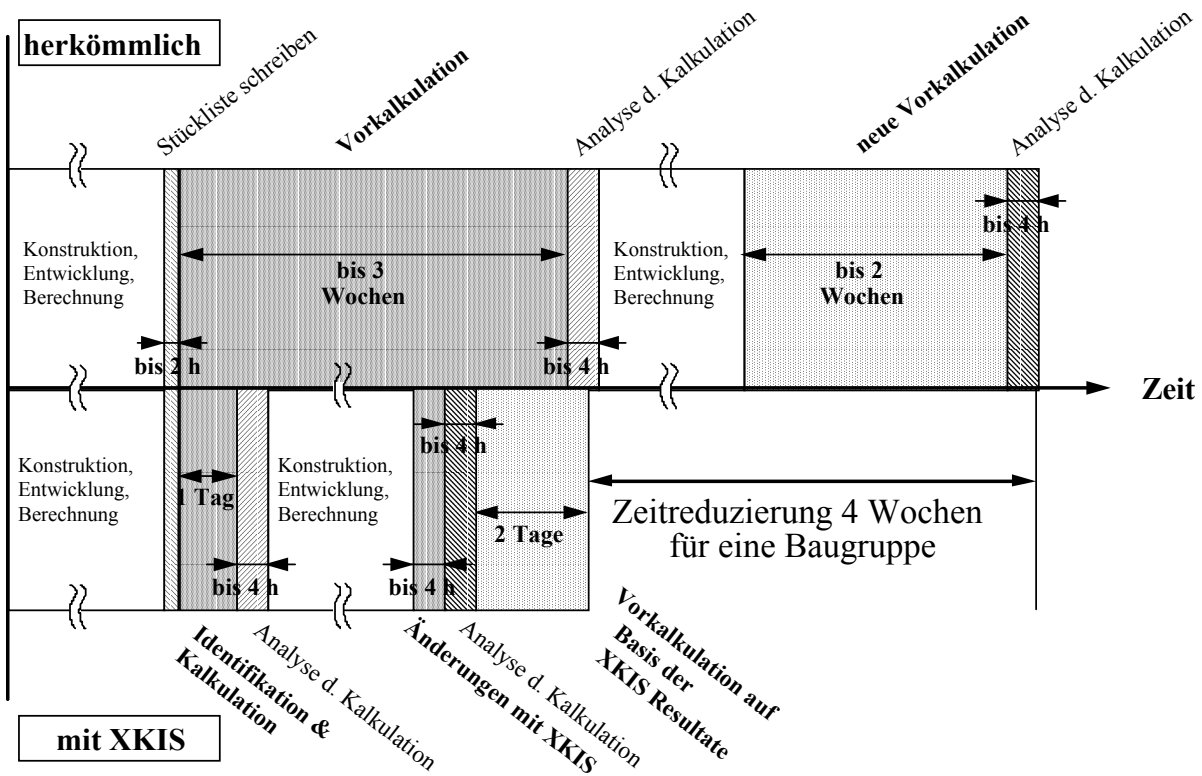 herkömmlich
Stückliste schreiben
Vorkalkulation
Analyse d. Kalkulation
neue Vorkalkulation
Analyse d. Kalkulation
Konstruktion,
Entwicklung,
Berechnung
bis 2 h
bis 3
Wochen
bis 4 h
Konstruktion,
Entwicklung,
Berechnung
bis 2
Wochen
bis 4 h
Zeit
Konstruktion,
Entwicklung,
Berechnung
1 Tag
bis 4 h
Konstruktion,
Entwicklung,
Berechnung
bis 4 h
bis 4 h
2 Tage
Zeitreduzierung 4 Wochen
für eine Baugruppe
Identifikation &
Kalkulation
Analyse d. Kalkulation
Änderungen mit XKIS
Analyse d. Kalkulation
Vorkalkulation auf
Basis der
XKIS Resultate
mit XKIS